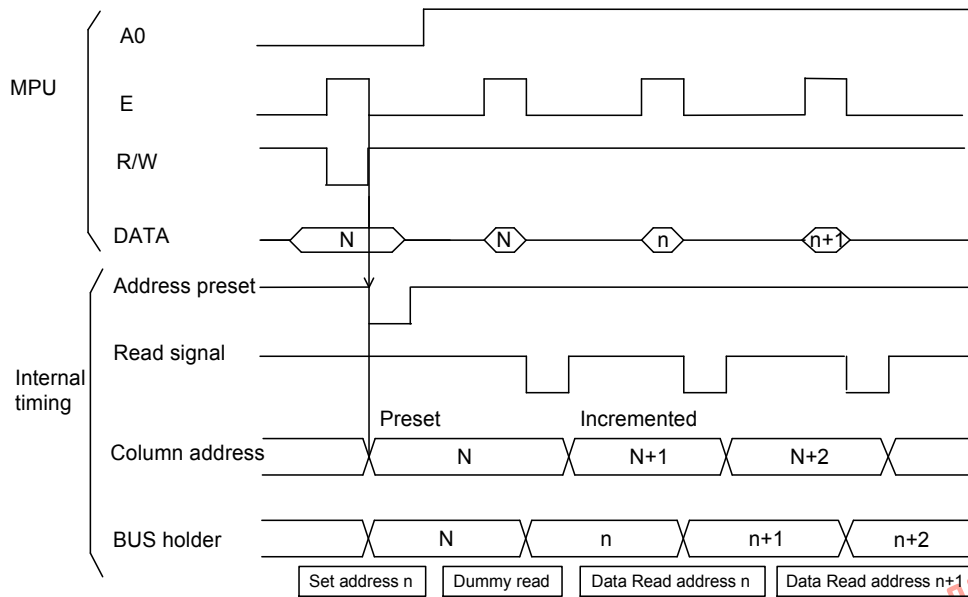 MPU
A0
E
R/W
DATA N N n n+1
Internal timing
Address preset
Read signal
Preset Incremented
Column address N N+1 N+2
BUS holder N n n+1 n+2
Set address n Dummy read Data Read address n Data Read address n+1